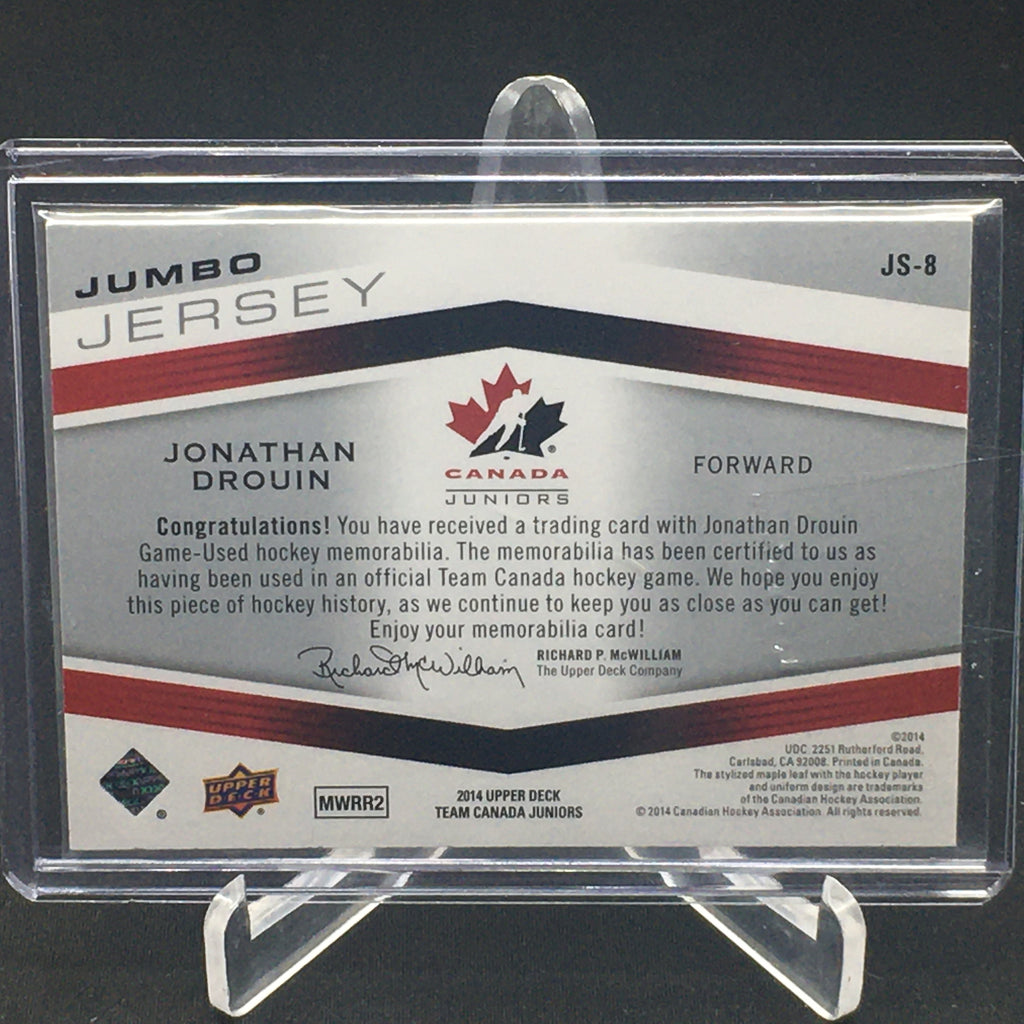 JUMBO
JERSEY
JS-8
JONATHAN
DROUIN
CANADA
JUNIORS
FORWARD
Congratulations! You have received a trading card with Jonathan Drouin
Game-Used hockey memorabilia. The memorabilia has been certified to us as
having been used in an official Team Canada hockey game. We hope you enjoy
this piece of hockey history, as we continue to keep you as close as you can get!
Enjoy your memorabilia card!
Richard McWilliam
RICHARD P. McWILLIAM
The Upper Deck Company
UPPER
DECK
MWRR2
2014 UPPER DECK
TEAM CANADA JUNIORS
©2014
UDC, 2251 Rutherford Road,
Carlsbad, CA 92008. Printed in Canada.
The stylized maple leaf with the hockey player
and uniform design are trademarks
of the Canadian Hockey Association.
© 2014 Canadian Hockey Association. All rights reserved.